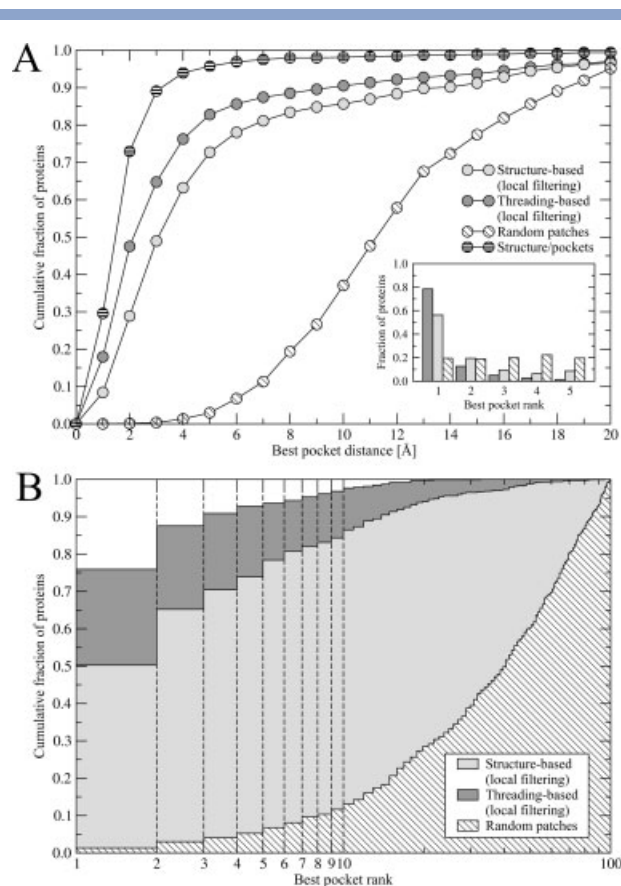 A
1.0
0.9
0.8
0.7
0.6
0.5
0.4
0.3
0.2
0.1
0.0
Cumulative fraction of proteins
0 2 4 6 8 10 12 14 16 18 20
Best pocket distance [Å]
Structure-based
(local filtering)
Threading-based
(local filtering)
Random patches
Structure/pockets
1.0
0.8
0.6
0.4
0.2
0.0
Fraction of proteins
1 2 3 4 5
Best pocket rank
B
1.0
0.9
0.8
0.7
0.6
0.5
0.4
0.3
0.2
0.1
0.0
Cumulative fraction of proteins
1 2 3 4 5 6 7 8 9 10 100
Best pocket rank
Structure-based
(local filtering)
Threading-based
(local filtering)
Random patches